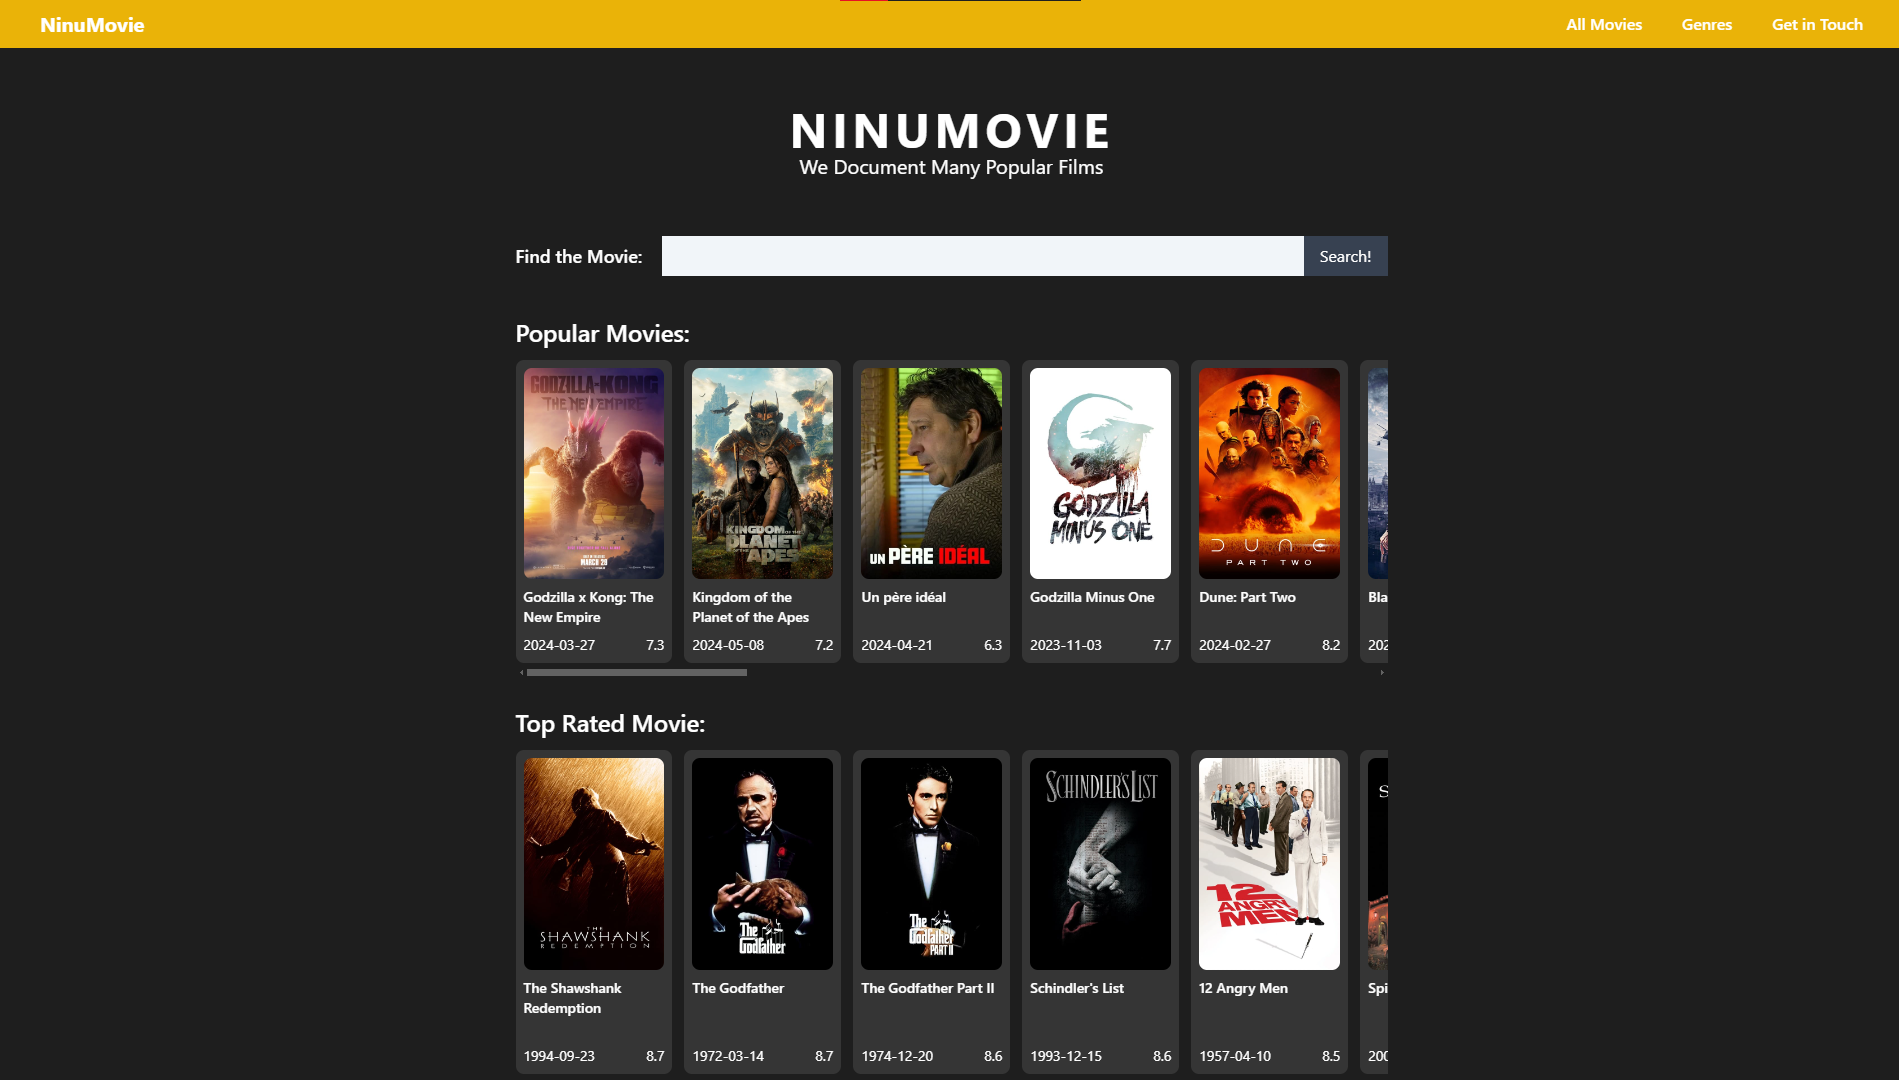 NinuMovie
All Movies
Genres
Get in Touch
NINUMOVIE
We Document Many Popular Films
Find the Movie:
Search!
Popular Movies:
GODZILLA-KONG
THE NEW EMPIRE
MARCH 29
Godzilla x Kong: The
New Empire
2024-03-27
7.3
KINGDOM OF THE
PLANET
OF THE APES
Kingdom of the
Planet of the Apes
2024-05-08
7.2
UN PÈRE IDÉAL
Un père idéal
2024-04-21
6.3
GODZILLA
MINUS ONE
Godzilla Minus One
2023-11-03
7.7
DUNE
PART TWO
Dune: Part Two
2024-02-27
8.2
Bla
202
Top Rated Movie:
THE
SHAWSHANK
REDEMPTION
The Shawshank
Redemption
1994-09-23
8.7
The
Godfather
The Godfather
1972-03-14
8.7
The
Godfather
PART II
The Godfather Part II
1974-12-20
8.6
SCHINDLER'S LIST
Schindler's List
1993-12-15
8.6
12
ANGRY
MEN
12 Angry Men
1957-04-10
8.5
S
Spi
200